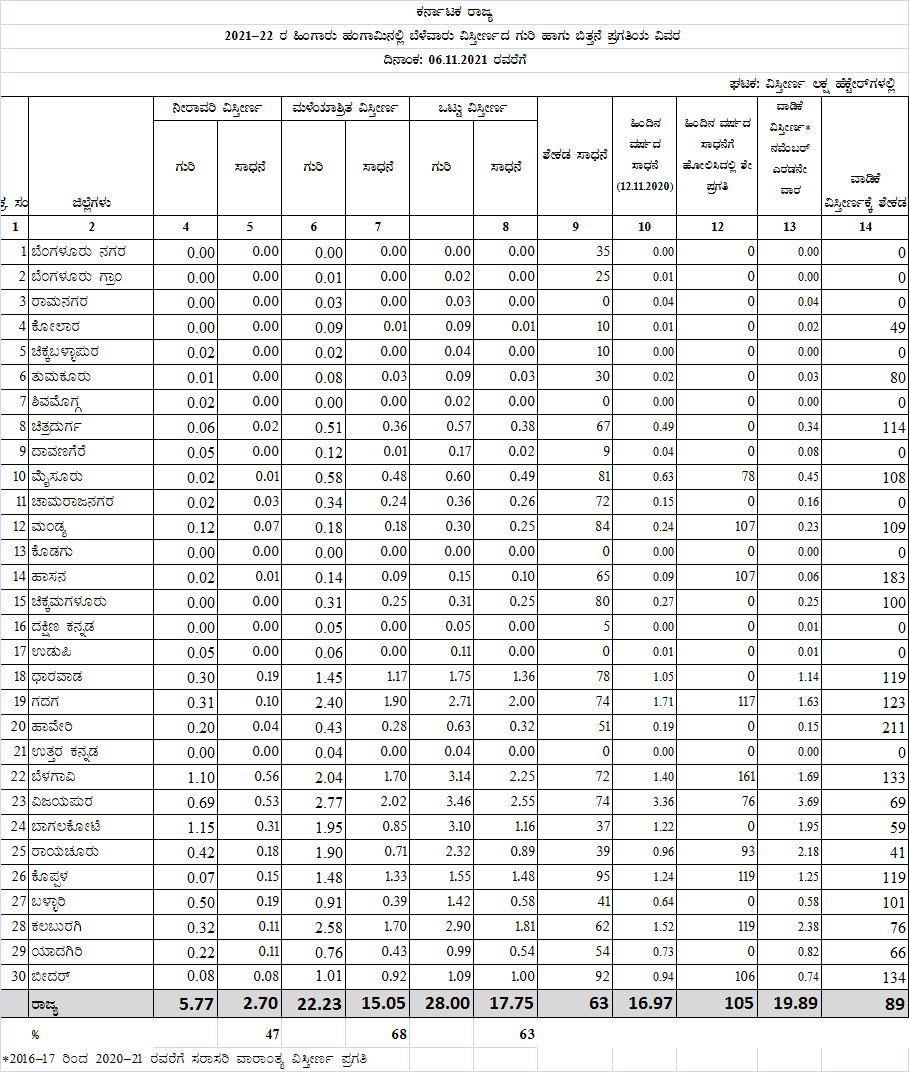 ಕರ್ನಾಟಕ ರಾಜ್ಯ
2021–22 ರ ಹಿಂಗಾರು ಹಂಗಾಮಿನಲ್ಲಿ ಬೆಳೆವಾರು ವಿಸ್ತೀರ್ಣದ ಗುರಿ ಹಾಗು ಬಿತ್ತನೆ ಪ್ರಗತಿಯ ವಿವರ
ದಿನಾಂಕ: 06.11.2021 ರವರೆಗೆ
ಘಟಕ: ವಿಸ್ತೀರ್ಣ ಲಕ್ಷ ಹೆಕ್ಟೇರ್‌ಗಳಲ್ಲಿ
ಕ್ರ. ಸಂ ಜಿಲ್ಲೆಗಳು ನೀರಾವರಿ ವಿಸ್ತೀರ್ಣ ಮಳೆಯಾಶ್ರಿತ ವಿಸ್ತೀರ್ಣ ಒಟ್ಟು ವಿಸ್ತೀರ್ಣ ಶೇಕಡ ಸಾಧನೆ ಹಿಂದಿನ ವರ್ಷದ ಸಾಧನೆ (12.11.2020) ಹಿಂದಿನ ವರ್ಷದ ಸಾಧನೆಗೆ ಹೋಲಿಸಿದಲ್ಲಿ ಶೇ ಪ್ರಗತಿ ವಾಡಿಕೆ ವಿಸ್ತೀರ್ಣ* ನವೆಂಬರ್ ಎರಡನೇ ವಾರ ವಾಡಿಕೆ ವಿಸ್ತೀರ್ಣಕ್ಕೆ ಶೇಕಡ
ಗುರಿ ಸಾಧನೆ ಗುರಿ ಸಾಧನೆ ಗುರಿ ಸಾಧನೆ
1 2 4 5 6 7 8 9 10 12 13 14
1 ಬೆಂಗಳೂರು ನಗರ 0.00 0.00 0.00 0.00 0.00 0.00 35 0.00 0 0.00 0
2 ಬೆಂಗಳೂರು ಗ್ರಾಂ 0.00 0.00 0.01 0.00 0.02 0.00 25 0.01 0 0.00 0
3 ರಾಮನಗರ 0.00 0.00 0.03 0.00 0.03 0.00 0 0.04 0 0.04 0
4 ಕೋಲಾರ 0.00 0.00 0.09 0.01 0.09 0.01 10 0.01 0 0.02 49
5 ಚಿಕ್ಕಬಳ್ಳಾಪುರ 0.02 0.00 0.02 0.00 0.04 0.00 10 0.00 0 0.00 0
6 ತುಮಕೂರು 0.01 0.00 0.08 0.03 0.09 0.03 30 0.02 0 0.03 80
7 ಶಿವಮೊಗ್ಗ 0.02 0.00 0.00 0.00 0.02 0.00 0 0.00 0 0.00 0
8 ಚಿತ್ರದುರ್ಗ 0.06 0.02 0.51 0.36 0.57 0.38 67 0.49 0 0.34 114
9 ದಾವಣಗೆರೆ 0.05 0.00 0.12 0.01 0.17 0.02 9 0.04 0 0.08 0
10 ಮೈಸೂರು 0.02 0.01 0.58 0.48 0.60 0.49 81 0.63 78 0.45 108
11 ಚಾಮರಾಜನಗರ 0.02 0.03 0.34 0.24 0.36 0.26 72 0.15 0 0.16 0
12 ಮಂಡ್ಯ 0.12 0.07 0.18 0.18 0.30 0.25 84 0.24 107 0.23 109
13 ಕೊಡಗು 0.00 0.00 0.00 0.00 0.00 0.00 0 0.00 0 0.00 0
14 ಹಾಸನ 0.02 0.01 0.14 0.09 0.15 0.10 65 0.09 107 0.06 183
15 ಚಿಕ್ಕಮಗಳೂರು 0.00 0.00 0.31 0.25 0.31 0.25 80 0.27 0 0.25 100
16 ದಕ್ಷಿಣ ಕನ್ನಡ 0.00 0.00 0.05 0.00 0.05 0.00 5 0.00 0 0.01 0
17 ಉಡುಪಿ 0.05 0.00 0.06 0.00 0.11 0.00 0 0.01 0 0.01 0
18 ಧಾರವಾಡ 0.30 0.19 1.45 1.17 1.75 1.36 78 1.05 0 1.14 119
19 ಗದಗ 0.31 0.10 2.40 1.90 2.71 2.00 74 1.71 117 1.63 123
20 ಹಾವೇರಿ 0.20 0.04 0.43 0.28 0.63 0.32 51 0.19 0 0.15 211
21 ಉತ್ತರ ಕನ್ನಡ 0.00 0.00 0.04 0.00 0.04 0.00 0 0.00 0 0.00 0
22 ಬೆಳಗಾವಿ 1.10 0.56 2.04 1.70 3.14 2.25 72 1.40 161 1.69 133
23 ವಿಜಯಪುರ 0.69 0.53 2.77 2.02 3.46 2.55 74 3.36 76 3.69 69
24 ಬಾಗಲಕೋಟೆ 1.15 0.31 1.95 0.85 3.10 1.16 37 1.22 0 1.95 59
25 ರಾಯಚೂರು 0.42 0.18 1.90 0.71 2.32 0.89 39 0.96 93 2.18 41
26 ಕೊಪ್ಪಳ 0.07 0.15 1.48 1.33 1.55 1.48 95 1.24 119 1.25 119
27 ಬಳ್ಳಾರಿ 0.50 0.19 0.91 0.39 1.42 0.58 41 0.64 0 0.58 101
28 ಕಲಬುರಗಿ 0.32 0.11 2.58 1.70 2.90 1.81 62 1.52 119 2.38 76
29 ಯಾದಗಿರಿ 0.22 0.11 0.76 0.43 0.99 0.54 54 0.73 0 0.82 66
30 ಬೀದರ್ 0.08 0.08 1.01 0.92 1.09 1.00 92 0.94 106 0.74 134
ರಾಜ್ಯ 5.77 2.70 22.23 15.05 28.00 17.75 63 16.97 105 19.89 89
% 47 68 63
*2016–17 ರಿಂದ 2020–21 ರವರೆಗೆ ಸರಾಸರಿ ವಾರಾಂತ್ಯ ವಿಸ್ತೀರ್ಣ ಪ್ರಗತಿ